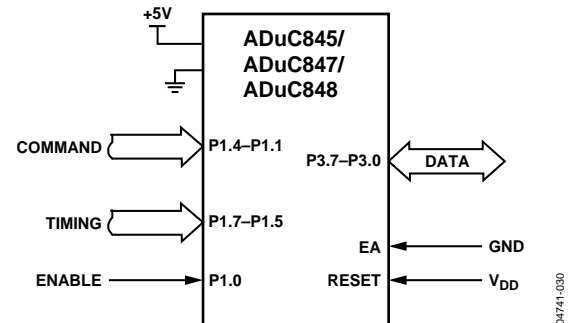 +5V
ADuC845/
ADuC847/
ADuC848
COMMAND
P1.4–P1.1
P3.7–P3.0
DATA
TIMING
P1.7–P1.5
EA
GND
ENABLE
P1.0
RESET
VDD
04741-030